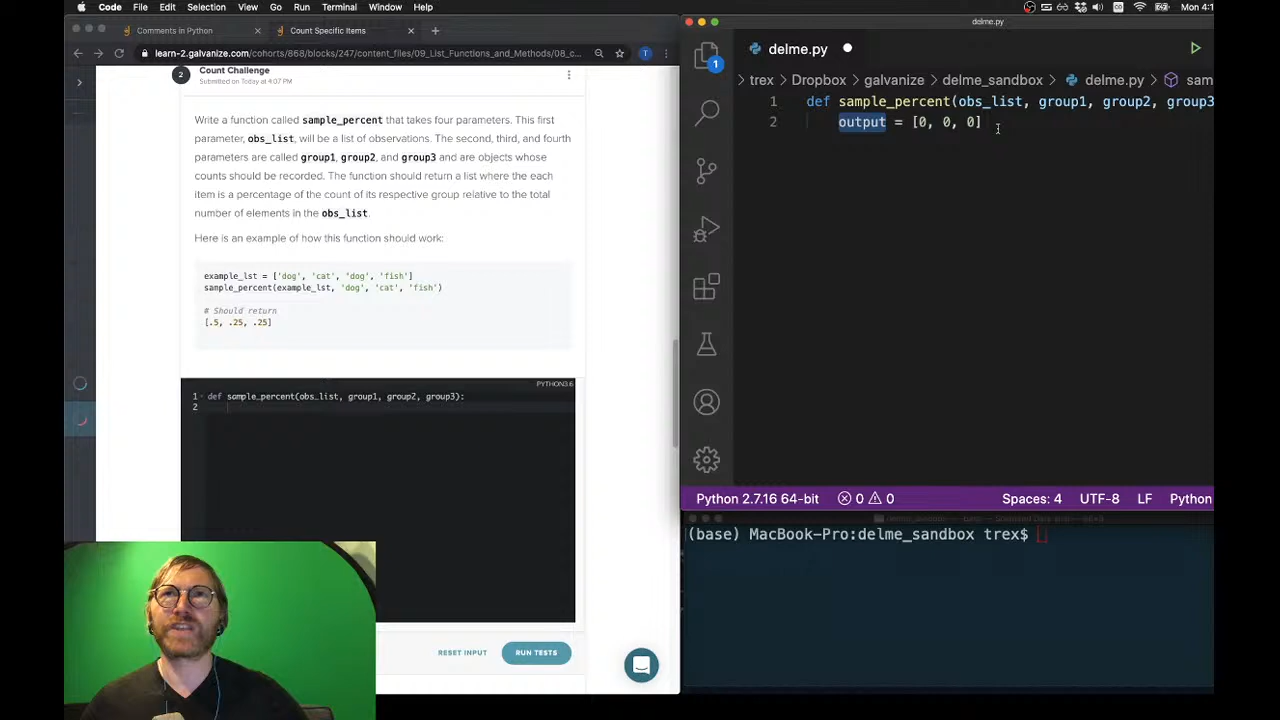 Code File Edit Selection View Go Run Terminal Window Help
Mon 4:1
Comments in Python
Count Specific Items
learn-2.galvanize.com/cohorts/868/blocks/247/content_files/09_List_Functions_and_Methods/08_c...
2
Count Challenge
Submitted on Today at 4:07 PM
Write a function called sample_percent that takes four parameters. This first
parameter, obs_list, will be a list of observations. The second, third, and fourth
parameters are called group1, group2, and group3 and are objects whose
counts should be recorded. The function should return a list where the each
item is a percentage of the count of its respective group relative to the total
number of elements in the obs_list.
Here is an example of how this function should work:
example_lst = ['dog', 'cat', 'dog', 'fish']
sample_percent(example_lst, 'dog', 'cat', 'fish')
# Should return
[.5, .25, .25]
PYTHON3.6
1 def sample_percent(obs_list, group1, group2, group3):
2
RESET INPUT
RUN TESTS
delme.py
delme.py
1
trex > Dropbox > galvanize > delme_sandbox > delme.py > sam
1 def sample_percent(obs_list, group1, group2, group3
2 output = [0, 0, 0]
Python 2.7.16 64-bit 0 0 Spaces: 4 UTF-8 LF Python
(base) MacBook-Pro:delme_sandbox trex$